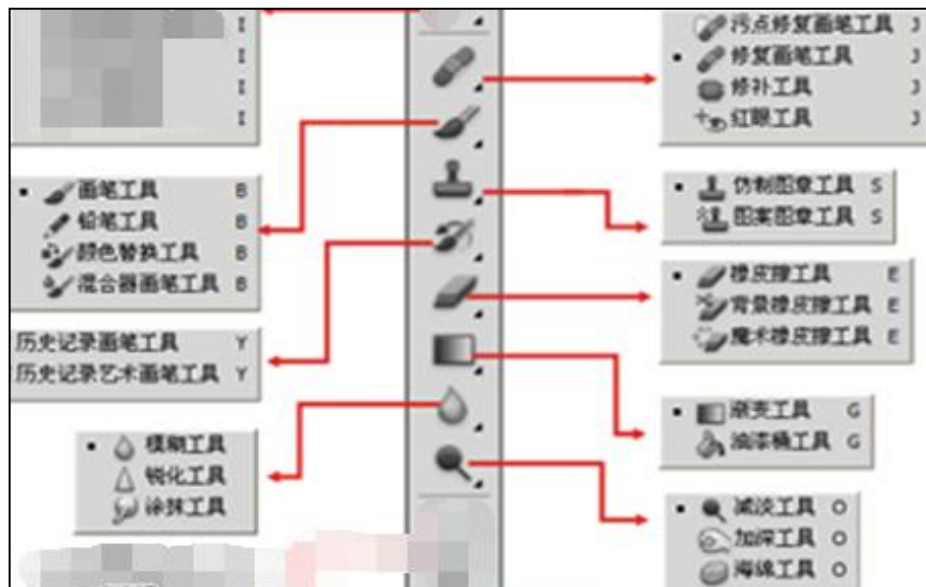 I
I
I
I
画笔工具 B
铅笔工具 B
颜色替换工具 B
混合器画笔工具 B
历史记录画笔工具 Y
历史记录艺术画笔工具 Y
模糊工具
锐化工具
涂抹工具
污点修复画笔工具 J
修复画笔工具 J
修补工具 J
红眼工具 J
仿制图章工具 S
图案图章工具 S
橡皮擦工具 E
背景橡皮擦工具 E
魔术橡皮擦工具 E
渐变工具 G
油漆桶工具 G
减淡工具 O
加深工具 O
海绵工具 O